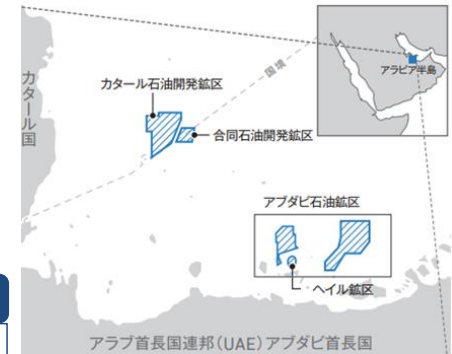 アラビア半島
国境
カタール国
カタール石油開発鉱区
合同石油開発鉱区
アブダビ石油鉱区
ヘイル鉱区
アラブ首長国連邦（UAE）アブダビ首長国